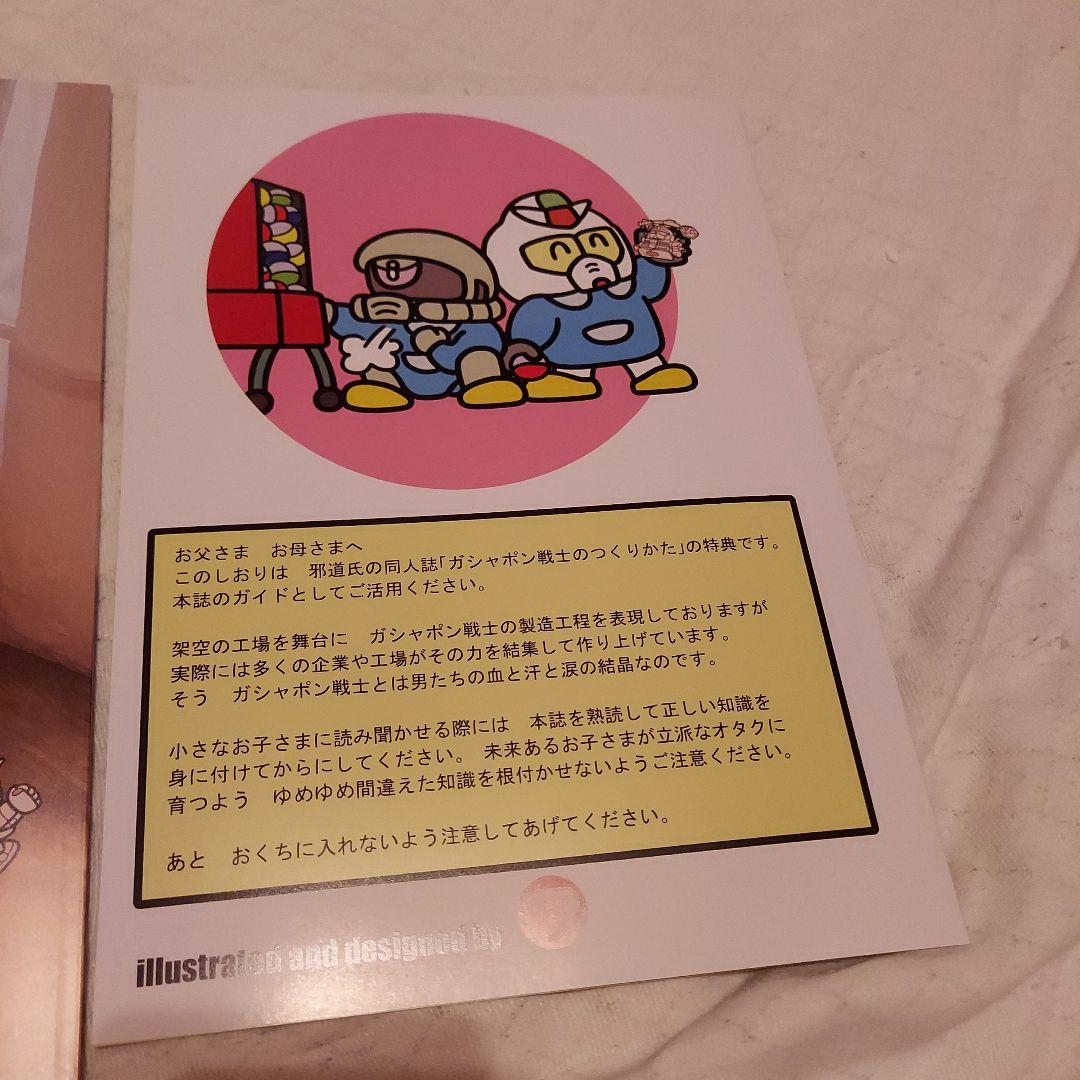 お父さま　お母さまへ
このしおりは　邪道氏の同人誌「ガシャポン戦士のつくりかた」の特典です。
本誌のガイドとしてご活用ください。
架空の工場を舞台に　ガシャポン戦士の製造工程を表現しておりますが
実際には多くの企業や工場がその力を結集して作り上げています。
そう　ガシャポン戦士とは男たちの血と汗と涙の結晶なのです。
小さなお子さまに読み聞かせる際には　本誌を熟読して正しい知識を
身に付けてからにしてください。　未来あるお子さまが立派なオタクに
育つよう　ゆめゆめ間違えた知識を根付かせないようご注意ください。
あと　おくちに入れないよう注意してあげてください。
illustrated and designed by